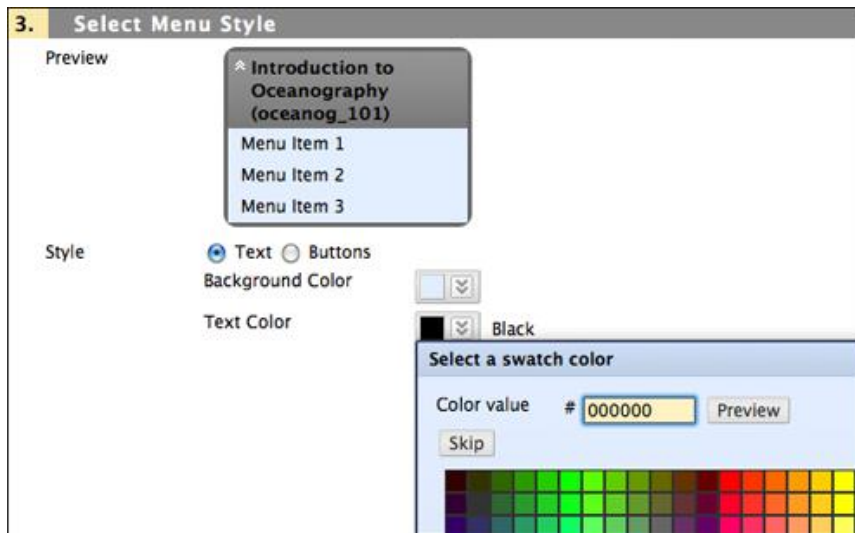 3. Select Menu Style
Preview
Introduction to
Oceanography
(oceanog_101)
Menu Item 1
Menu Item 2
Menu Item 3
Style Text Buttons
Background Color
Text Color Black
Select a swatch color
Color value # 000000 Preview
Skip